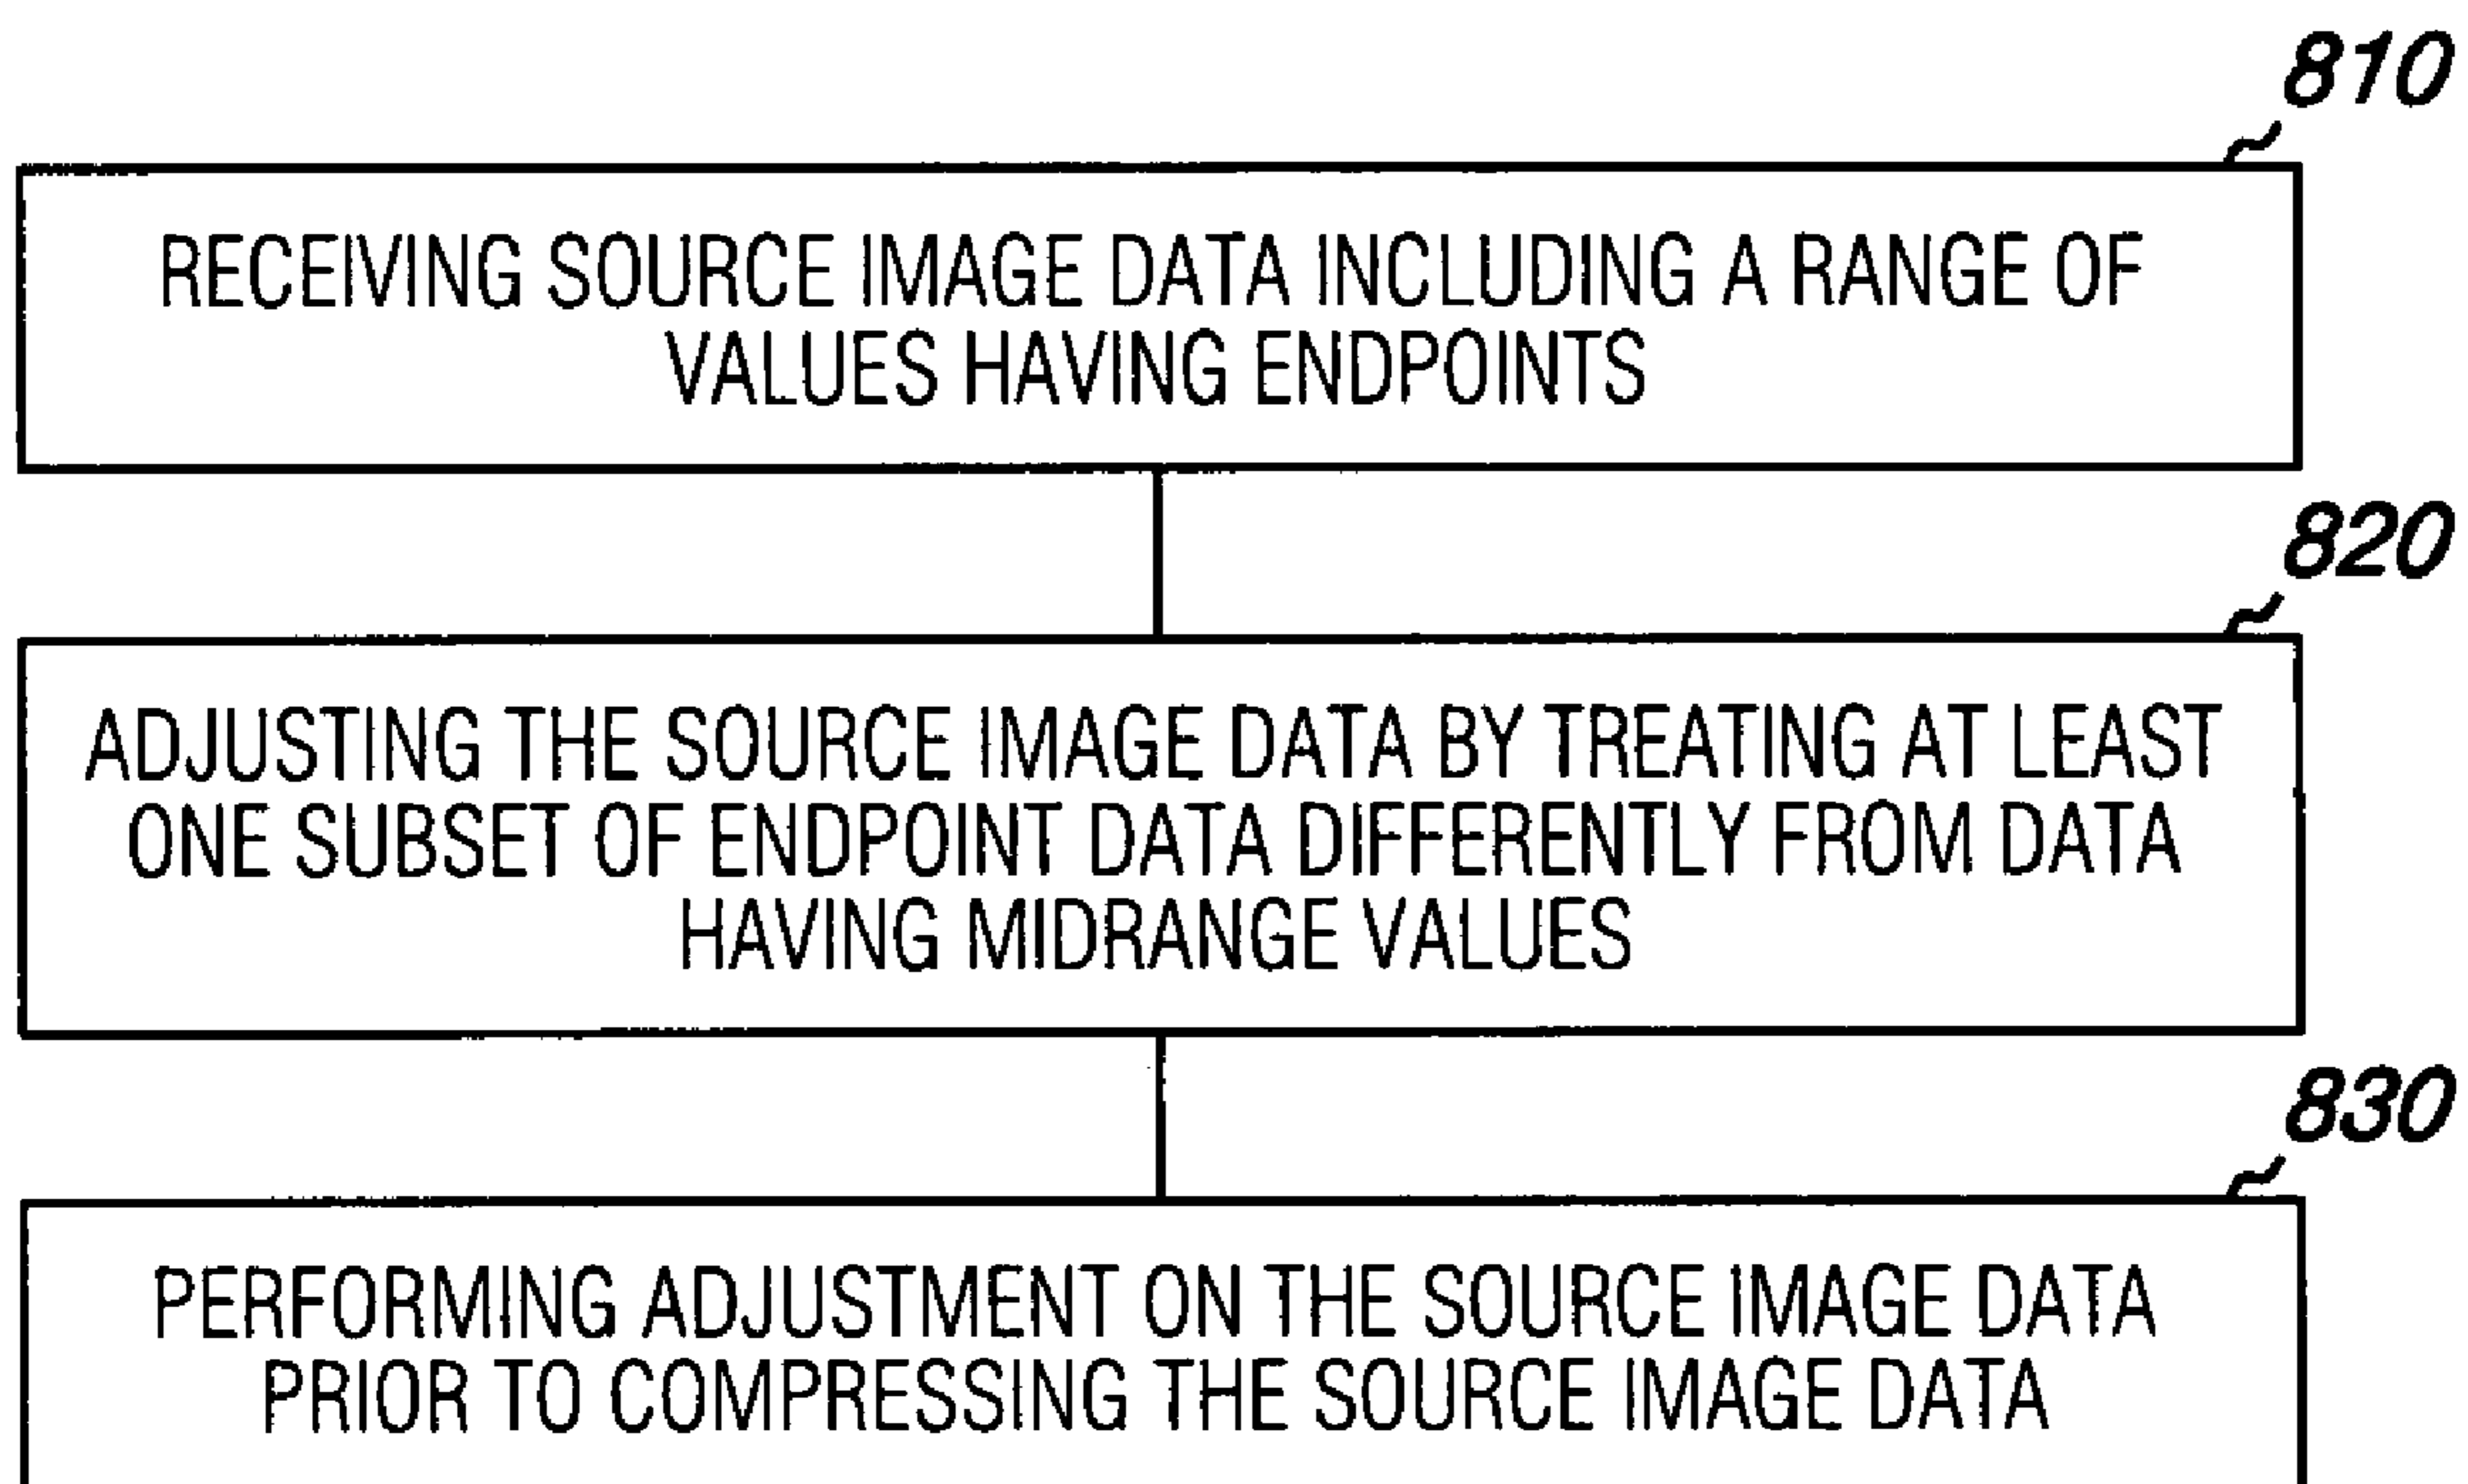 810
RECEIVING SOURCE IMAGE DATA INCLUDING A RANGE OF
VALUES HAVING ENDPOINTS
820
ADJUSTING THE SOURCE IMAGE DATA BY TREATING AT LEAST
ONE SUBSET OF ENDPOINT DATA DIFFERENTLY FROM DATA
HAVING MIDRANGE VALUES
830
PERFORMING ADJUSTMENT ON THE SOURCE IMAGE DATA
PRIOR TO COMPRESSING THE SOURCE IMAGE DATA